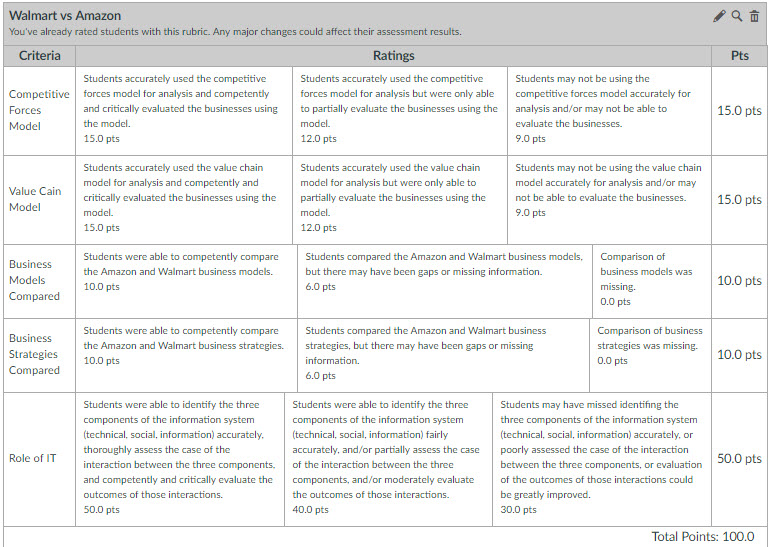 Walmart vs Amazon
You've already rated students with this rubric. Any major changes could affect their assessment results.
Criteria
Ratings
Pts
Competitive
Forces
Model
Students accurately used the competitive
forces model for analysis and competently
and critically evaluated the businesses using
the model.
15.0 pts
Students accurately used the competitive
forces model for analysis but were only able
to partially evaluate the businesses using the
model.
12.0 pts
Students may not be using the
competitive forces model accurately for
analysis and/or may not be able to
evaluate the businesses.
9.0 pts
15.0 pts
Value Cain
Model
Students accurately used the value chain
model for analysis and competently and
critically evaluated the businesses using the
model.
15.0 pts
Students accurately used the value chain
model for analysis but were only able to
partially evaluate the businesses using the
model.
12.0 pts
Students may not be using the value chain
model accurately for analysis and/or may
not be able to evaluate the businesses.
9.0 pts
15.0 pts
Business
Models
Compared
Students were able to competently compare
the Amazon and Walmart business models.
10.0 pts
Students compared the Amazon and Walmart business models,
but there may have been gaps or missing information.
6.0 pts
Comparison of
business models was
missing.
0.0 pts
10.0 pts
Business
Strategies
Compared
Students were able to competently compare
the Amazon and Walmart business strategies.
10.0 pts
Students compared the Amazon and Walmart business
strategies, but there may have been gaps or missing
information.
6.0 pts
Comparison of business
strategies was missing.
0.0 pts
10.0 pts
Role of IT
Students were able to identify the three
components of the information system
(technical, social, information) accurately,
thoroughly assess the case of the
interaction between the three components,
and competently and critically evaluate the
outcomes of those interactions.
50.0 pts
Students were able to identify the three
components of the information system
(technical, social, information) fairly
accurately, and/or partially assess the case
of the interaction between the three
components, and/or moderately evaluate
the outcomes of those interactions.
40.0 pts
Students may have missed identifing the
three components of the information system
(technical, social, information) accurately, or
poorly assessed the case of the interaction
between the three components, or evaluation
of the outcomes of those interactions could
be greatly improved.
30.0 pts
50.0 pts
Total Points: 100.0